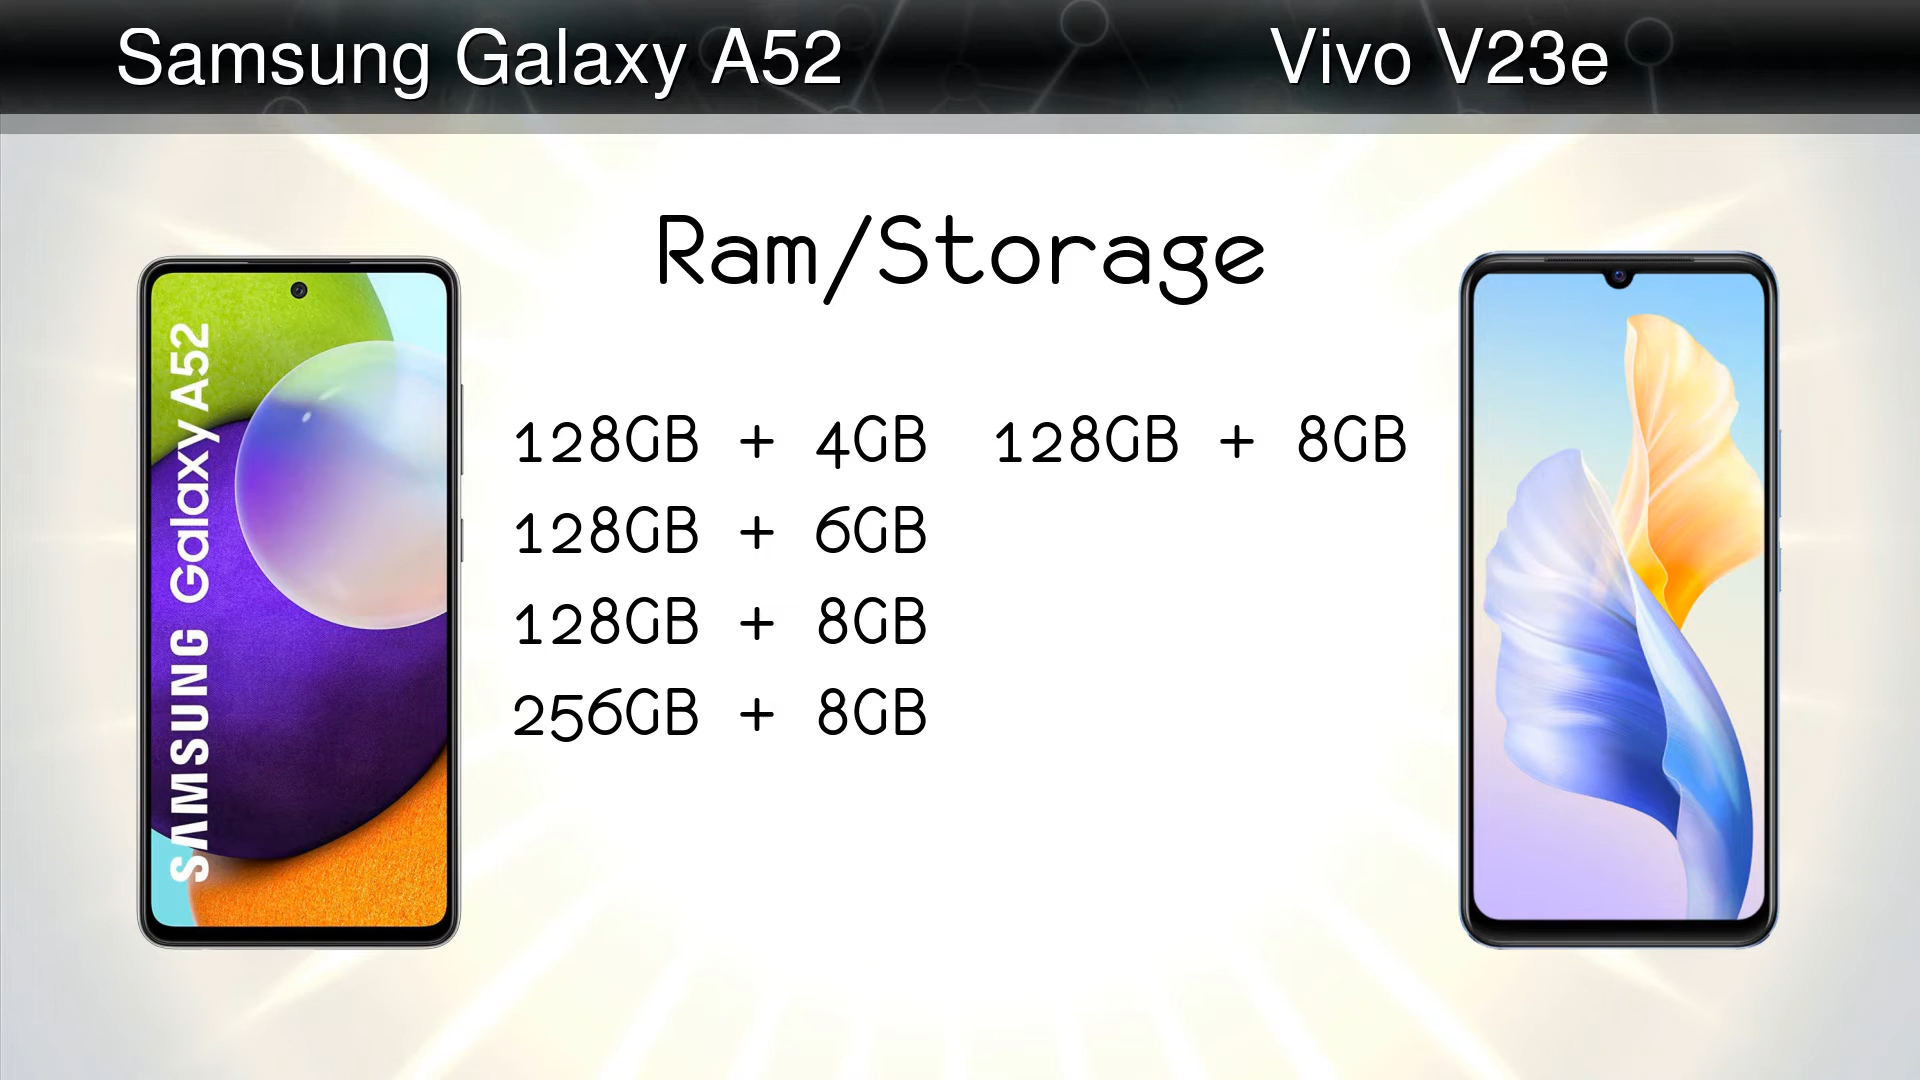 Samsung Galaxy A52
Vivo V23e
Ram/Storage
SAMSUNG Galaxy A52
128GB + 4GB
128GB + 6GB
128GB + 8GB
256GB + 8GB
128GB + 8GB